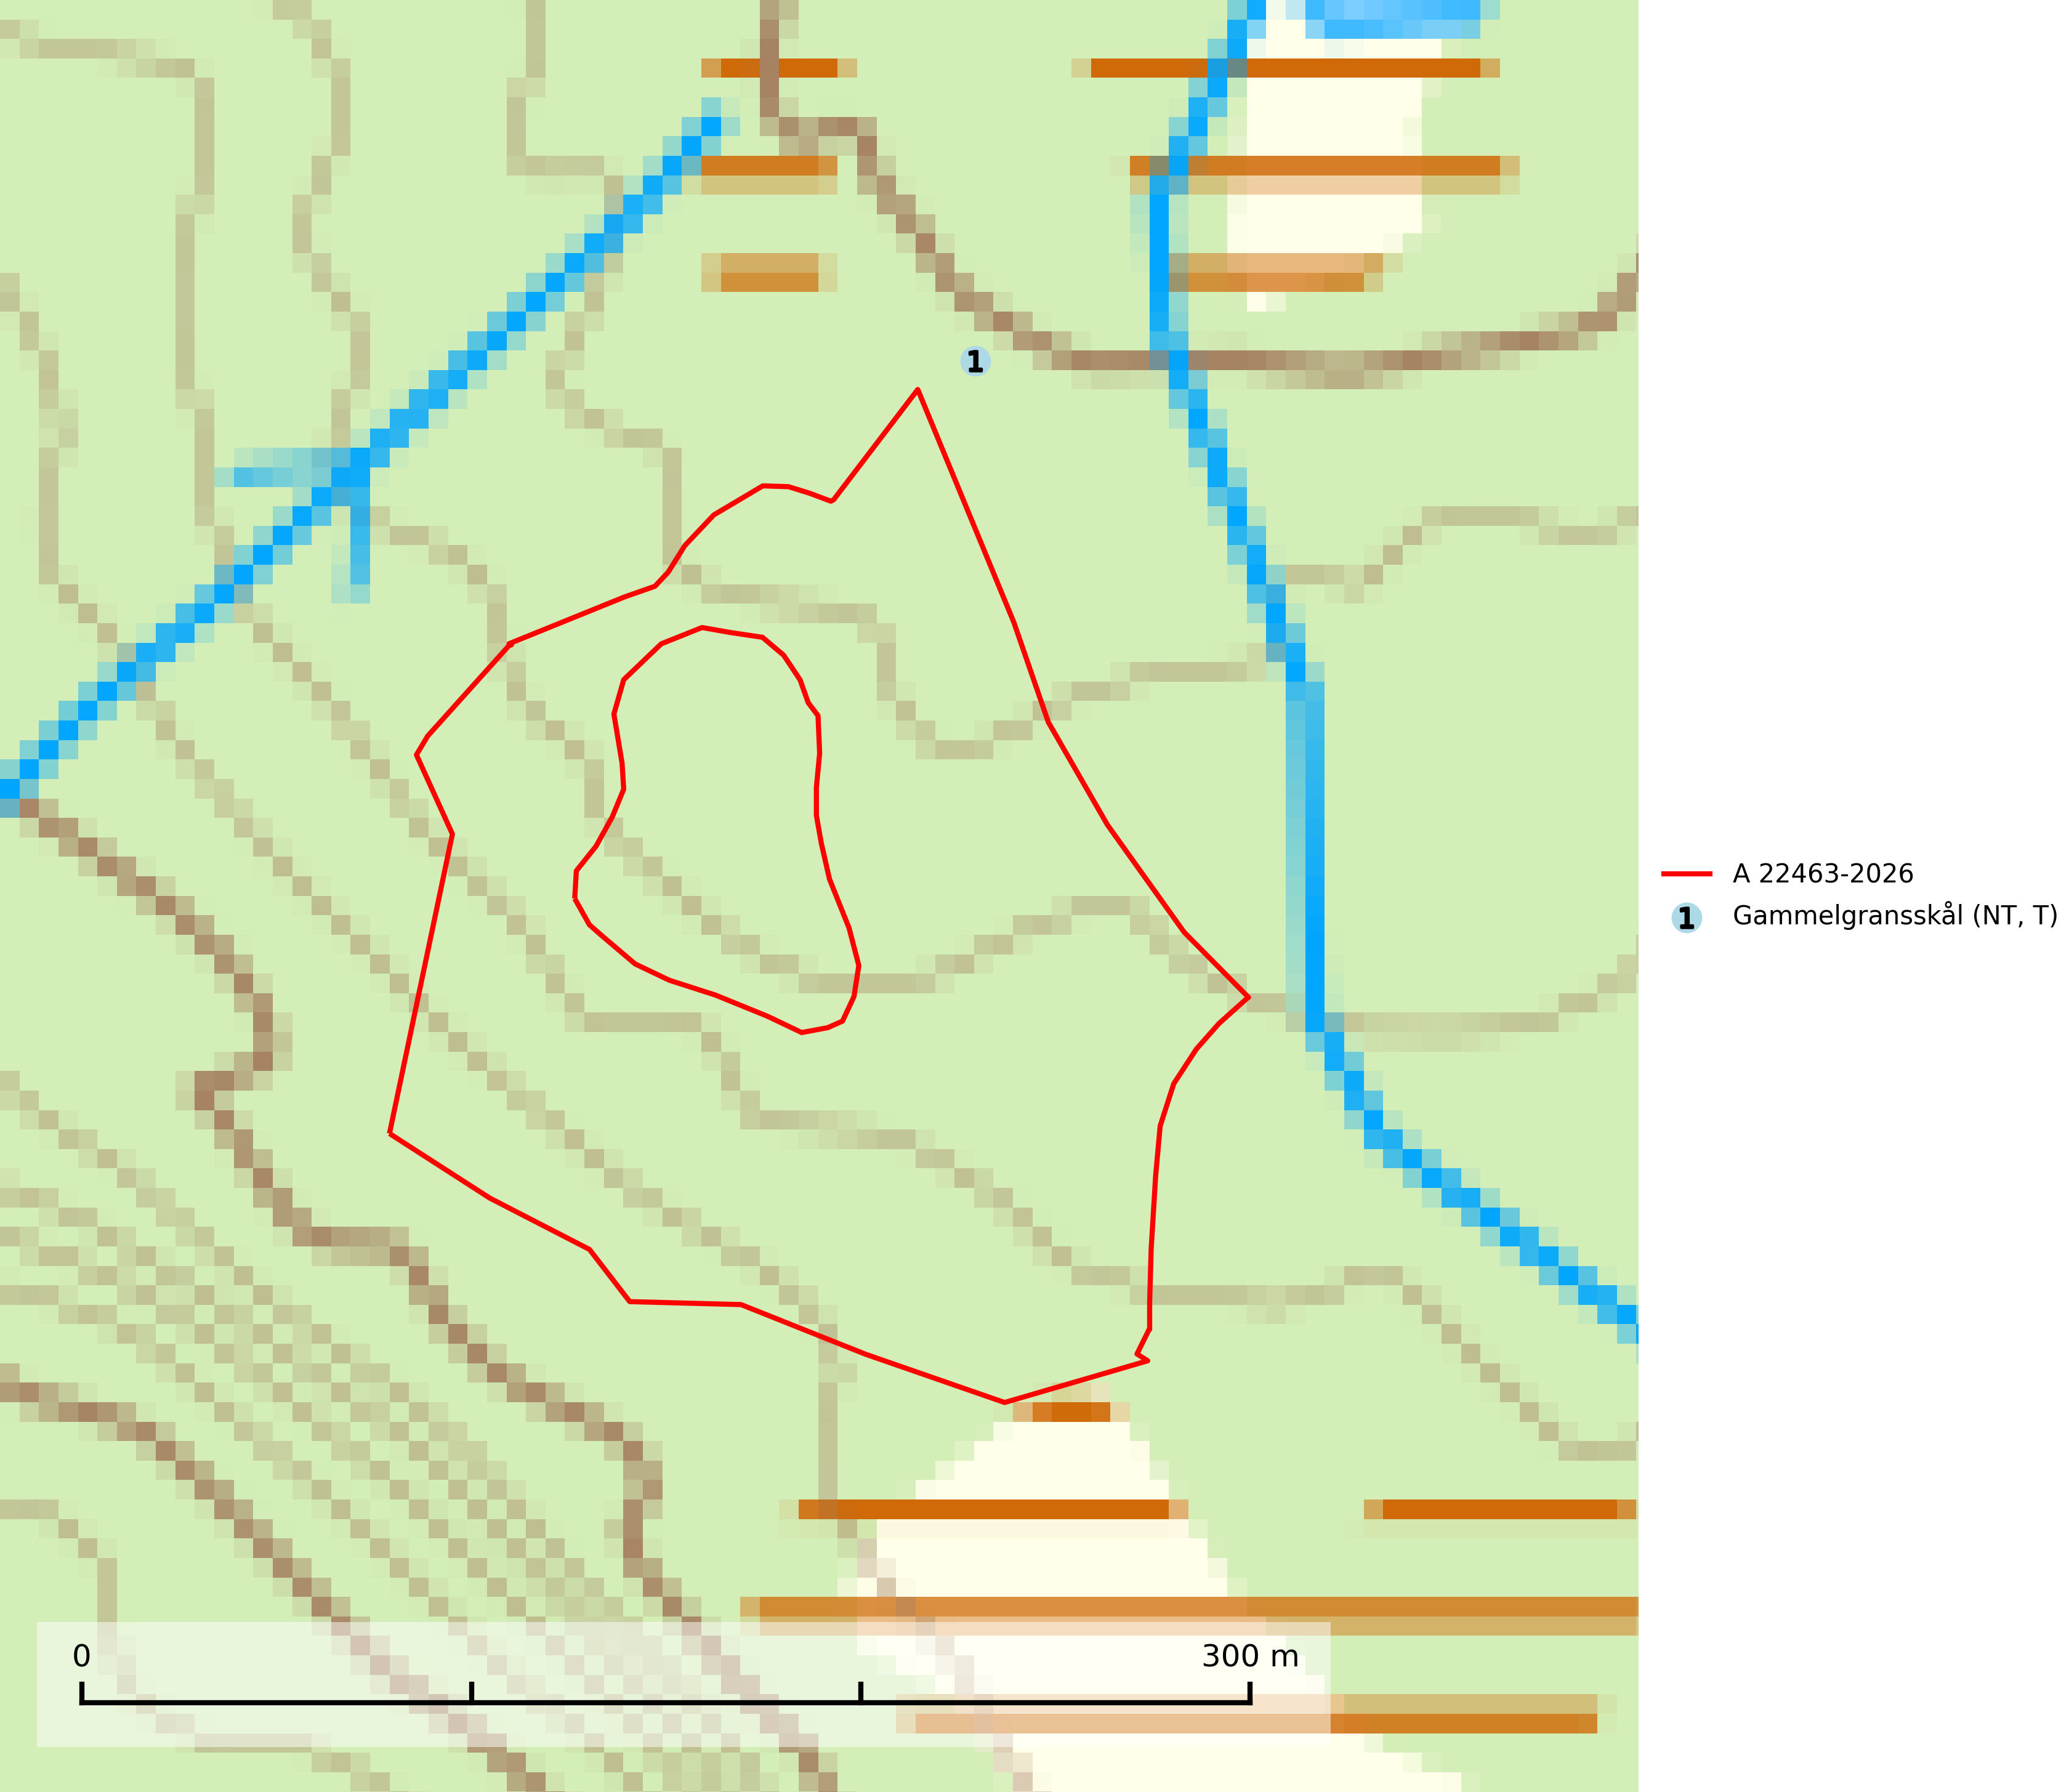 1
A 22463-2026
1 Gammelgransskål (NT, T)
0 300 m